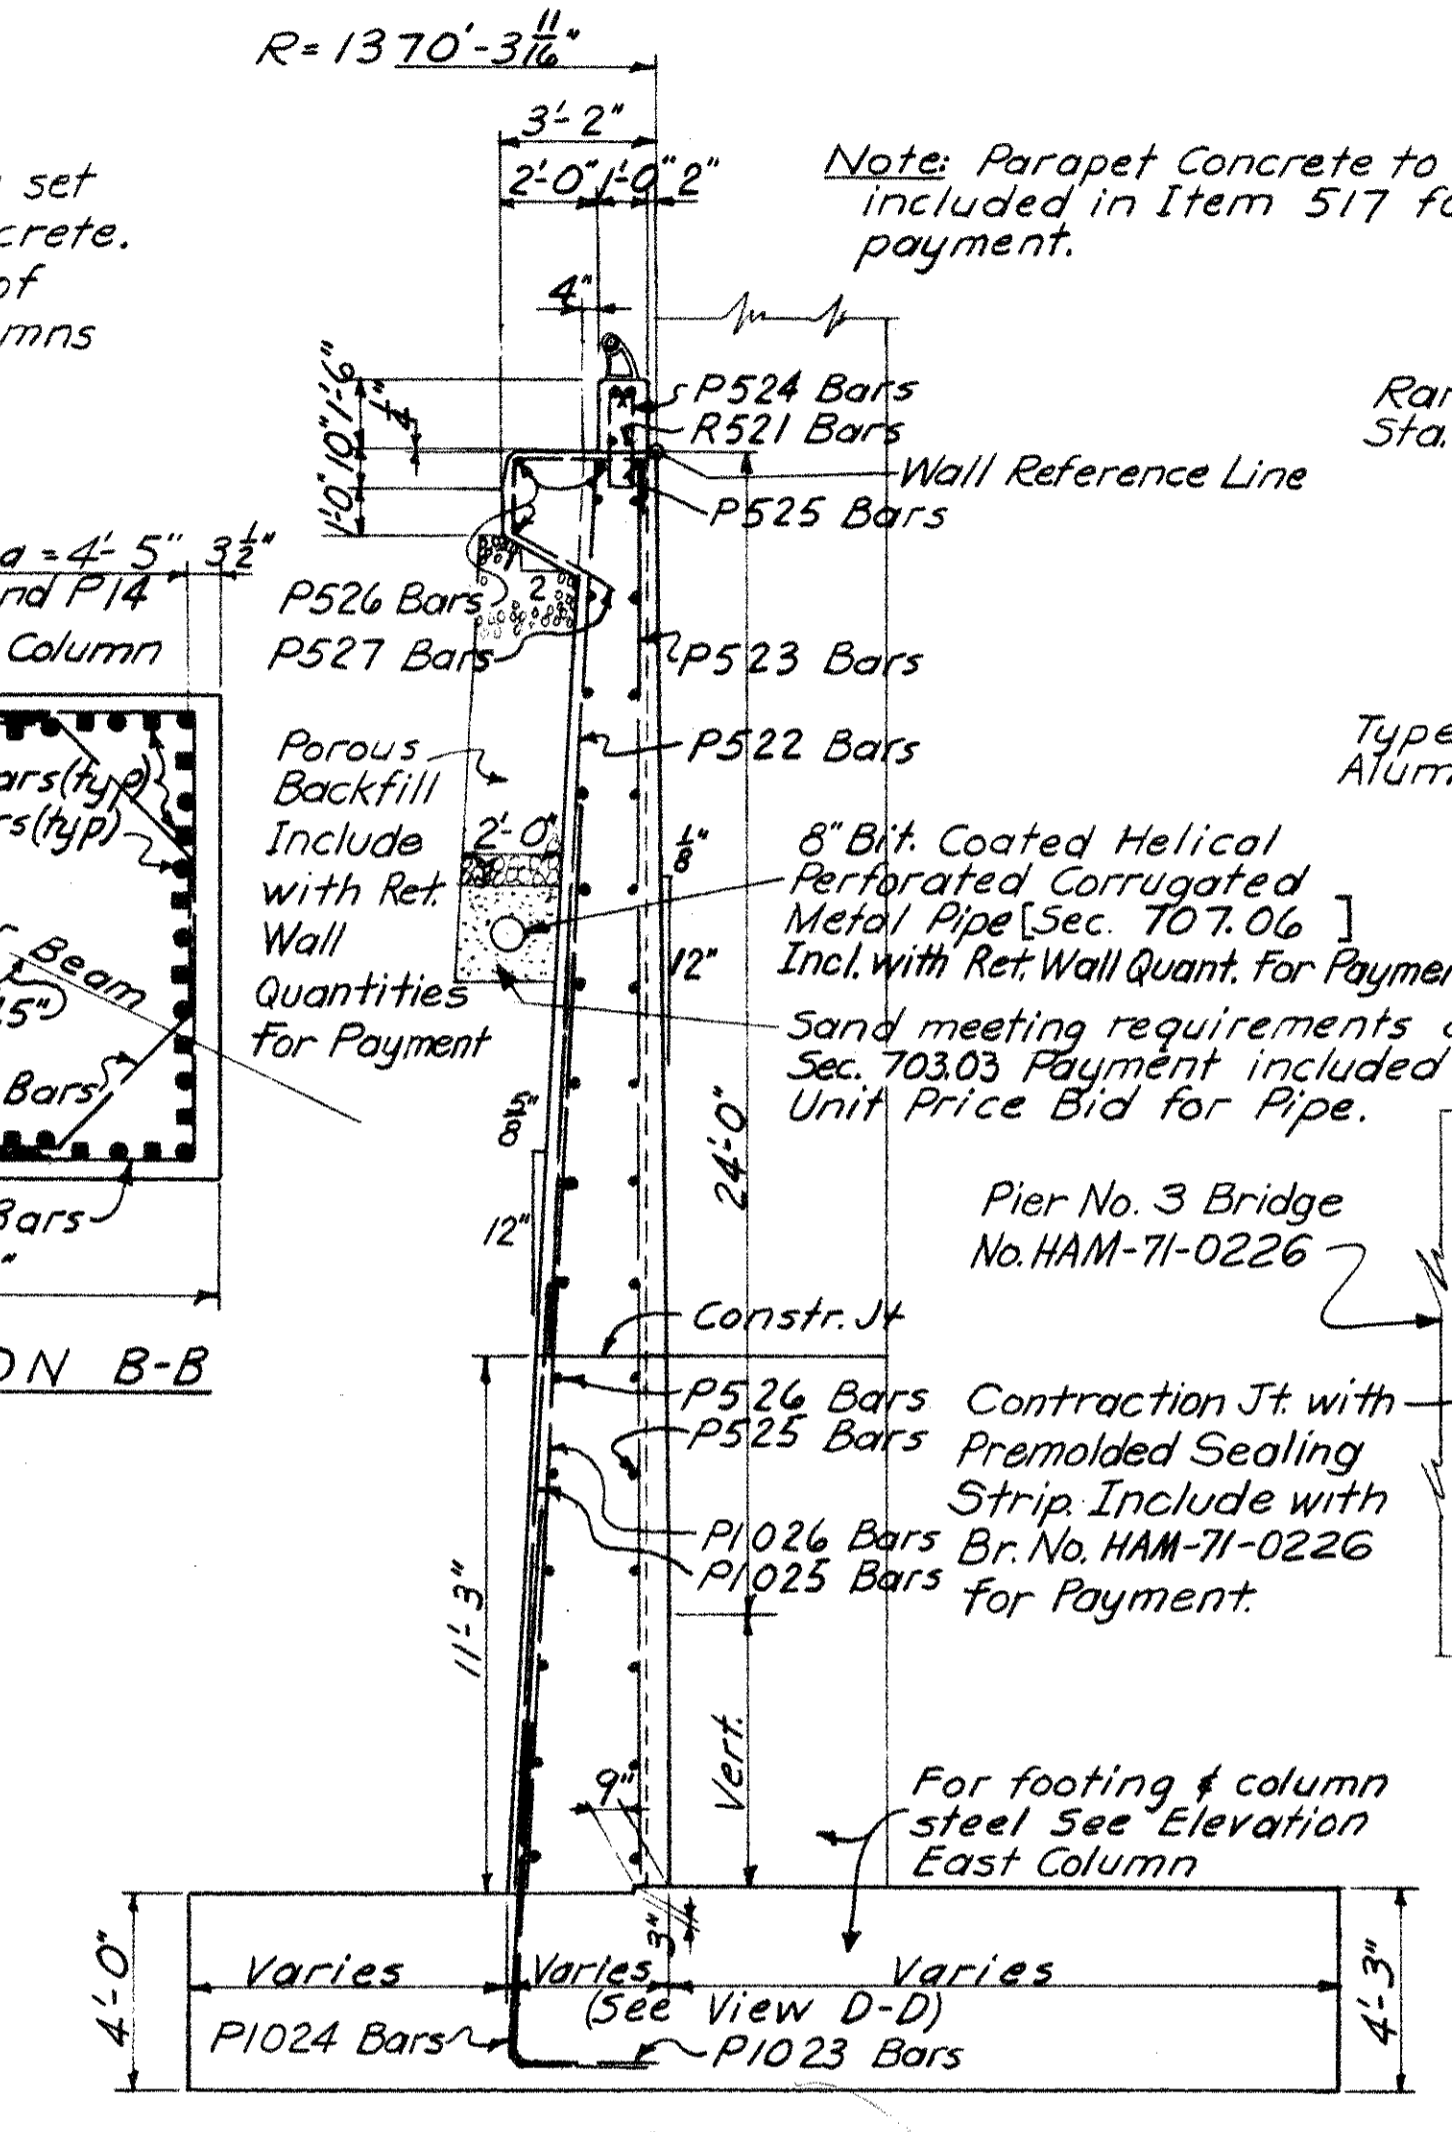 R= 1370'-3 11/16"
3'-2"
2'-0" 1'-0" 2"
4"
Note: Parapet Concrete to
included in Item 517
payment.
set
of
1'-6"
1/4"
10"
1'-0"
P524 Bars
R521 Bars
Wall Reference Line
P525 Bars
Sta.
a = 4'-5" 3 1/2"
P14
Column
1
2
P526 Bars
P527 Bars
P523 Bars
P522 Bars
Porous
Backfill
Include
with Ret.
Wall
Quantities
for Payment
2'-0"
Type
(typ)
(typ)
Beam
Bars
Bars
B-B
1/8"
12"
8" Bit. Coated Helical
Perforated Corrugated
Metal Pipe [Sec. 707.06 ]
Incl. with Ret. Wall Quant. for
Sand meeting requirements
Sec. 703.03 Payment included
Unit Price Bid for Pipe.
5/8"
12"
24'-0"
Pier No. 3 Bridge
No. HAM-71-0226
Constr. Jt
P526 Bars
P525 Bars
Contraction Jt. with
Premolded Sealing
Strip. Include with
Br. No. HAM-71-0226
for Payment.
P1026 Bars
P1025 Bars
11'-3"
Vert.
9"
3"
For footing & column
steel See Elevation
East Column
4'-0"
Varies
Varies
Varies
(See View D-D)
4'-3"
P1024 Bars
P1023 Bars